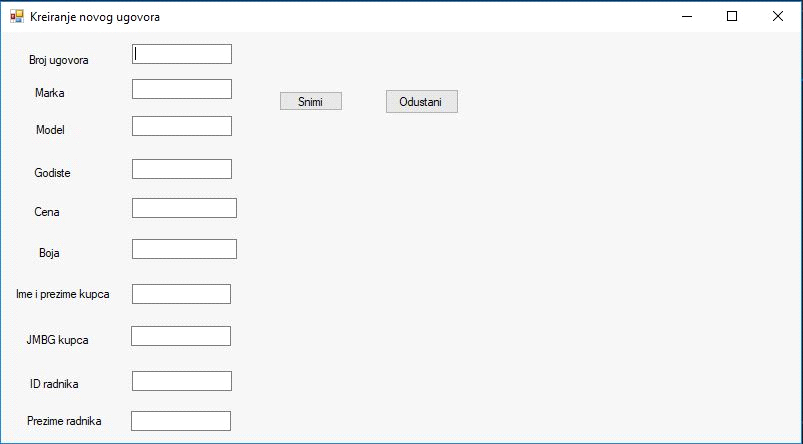 Kreiranje novog ugovora
Broj ugovora
Marka
Snimi
Odustani
Model
Godiste
Cena
Boja
Ime i prezime kupca
JMBG kupca
ID radnika
Prezime radnika